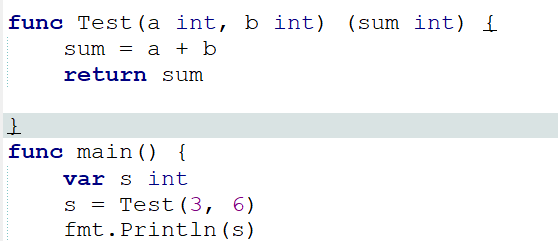 func Test(a int, b int) (sum int) {
    sum = a + b
    return sum
}
func main() {
    var s int
    s = Test(3, 6)
    fmt.Println(s)